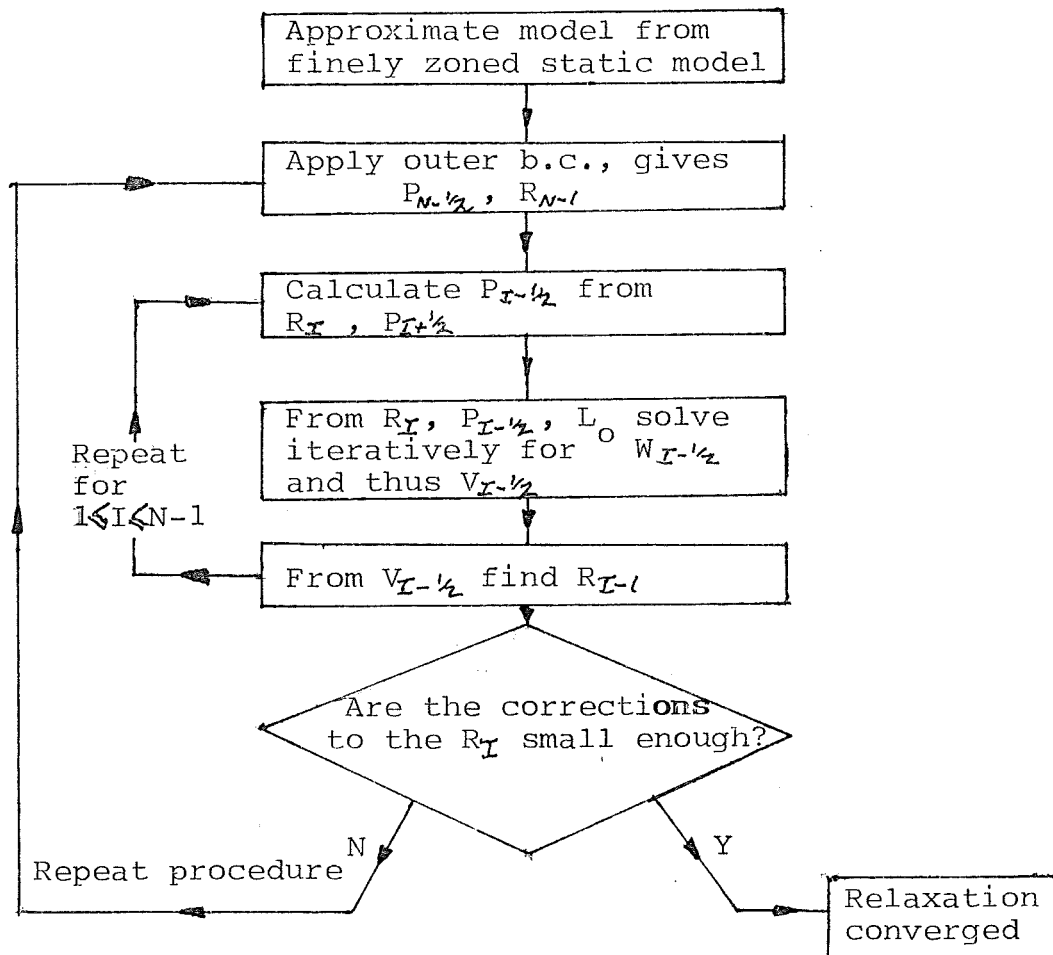 Approximate model from
finely zoned static model
Apply outer b.c., gives
P_{N-1/2}, R_{N-1}
Calculate P_{I-1/2} from
R_I , P_{I+1/2}
From R_I, P_{I-1/2}, L_o solve
iteratively for W_{I-1/2}
and thus V_{I-1/2}
Repeat
for
1⩽I⩽N-1
From V_{I-1/2} find R_{I-1}
Are the corrections
to the R_I small enough?
N
Y
Repeat procedure
Relaxation
converged